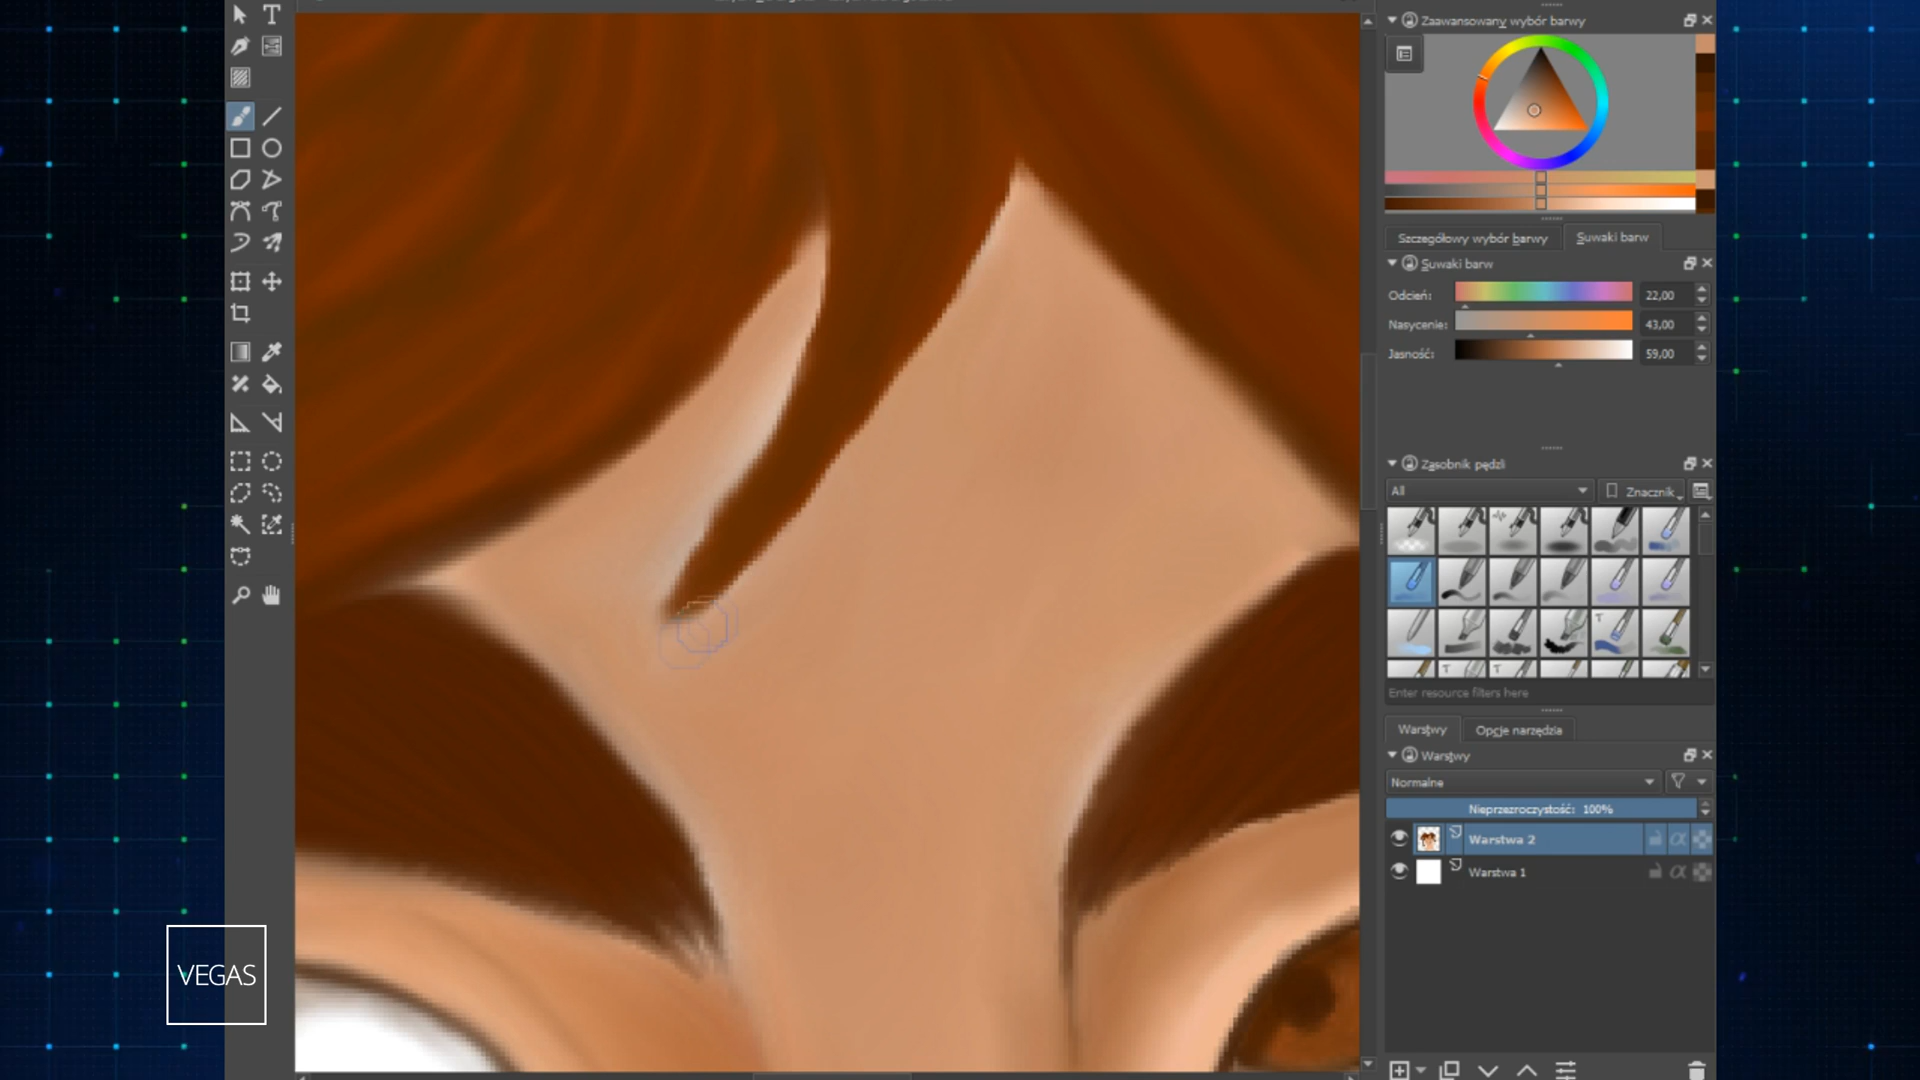 Zaawansowany wybór barwy
Szczegółowy wybór barwy
Suwaki barw
Suwaki barw
Odcień: 22,00
Nasycenie: 43,00
Jasność: 59,00
Zasobnik pędzli
All
Znacznik
Enter resource filters here
Warstwy
Opcje narzędzia
Warstwy
Normalne
Nieprzezroczystość: 100%
Warstwa 2
Warstwa 1
VEGAS